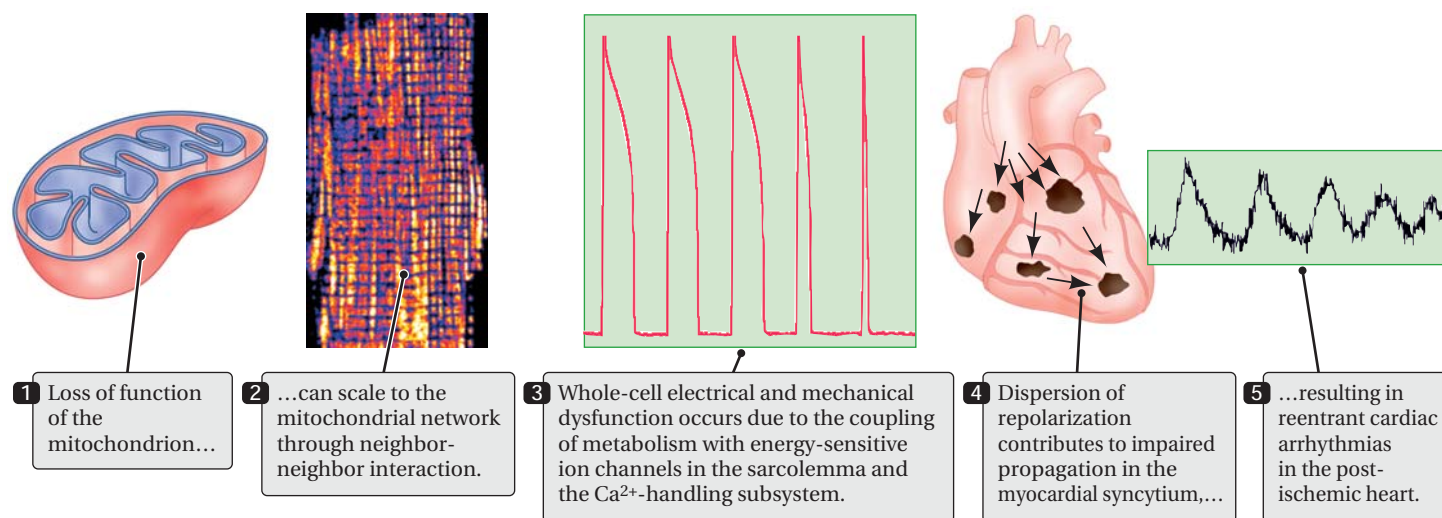 1 Loss of function
of the
mitochondrion…
2 …can scale to the
mitochondrial network
through neighbor-
neighbor interaction.
3 Whole-cell electrical and mechanical
dysfunction occurs due to the coupling
of metabolism with energy-sensitive
ion channels in the sarcolemma and
the Ca²⁺-handling subsystem.
4 Dispersion of
repolarization
contributes to impaired
propagation in the
myocardial syncytium,…
5 …resulting in
reentrant cardiac
arrhythmias
in the post-
ischemic heart.